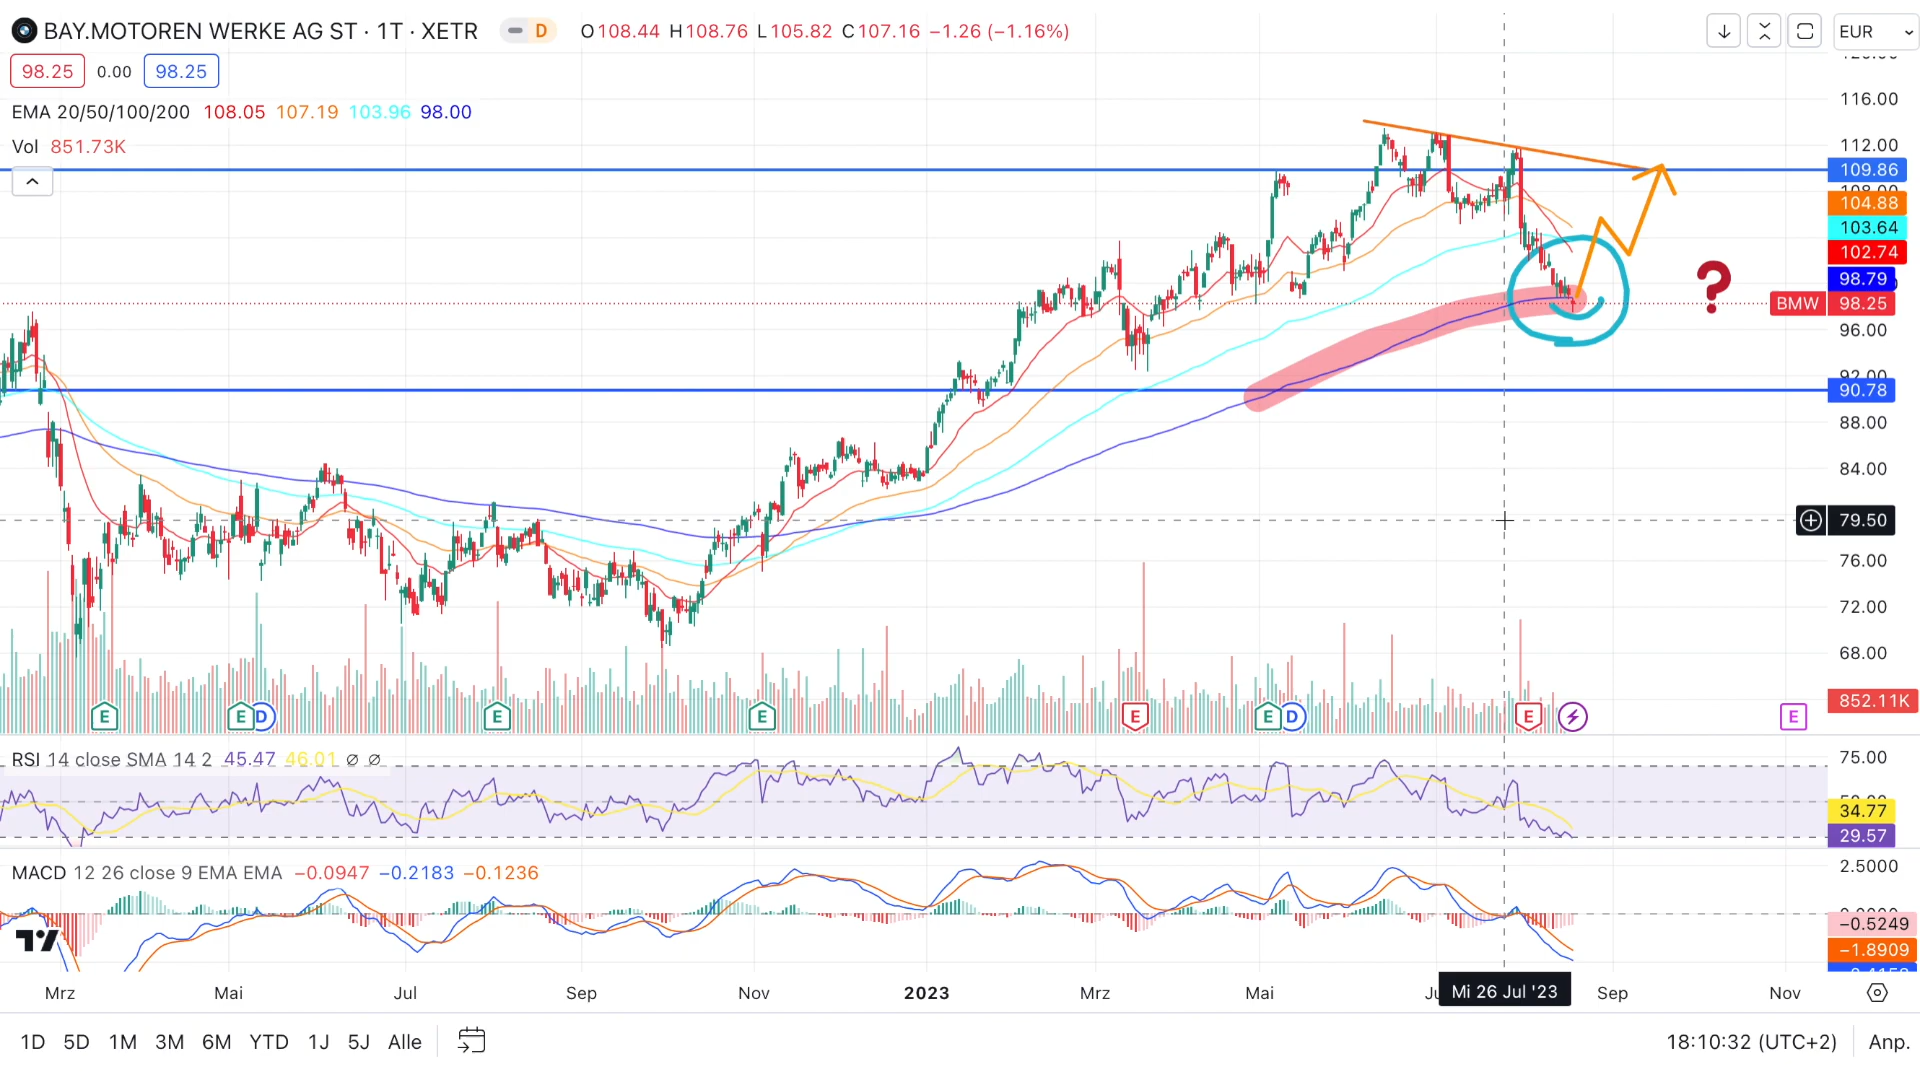 BAY.MOTOREN WERKE AG ST · 1T · XETR D O108.44 H108.76 L105.82 C107.16 −1.26 (−1.16%) EUR
98.25 0.00 98.25
EMA 20/50/100/200 108.05 107.19 103.96 98.00
Vol 851.73K
116.00
112.00
109.86
108.00
104.88
103.64
102.74
98.79
BMW 98.25
?
96.00
92.00
90.78
88.00
84.00
79.50
76.00
72.00
68.00
852.11K
E E D E E E E D E E
RSI 14 close SMA 14 2 45.47 46.01 ∅ ∅
75.00
34.77
29.57
MACD 12 26 close 9 EMA EMA −0.0947 −0.2183 −0.1236
2.5000
−0.5249
−1.8909
Mrz Mai Jul Sep Nov 2023 Mrz Mai Mi 26 Jul '23 Sep Nov
1D 5D 1M 3M 6M YTD 1J 5J Alle 18:10:32 (UTC+2) Anp.